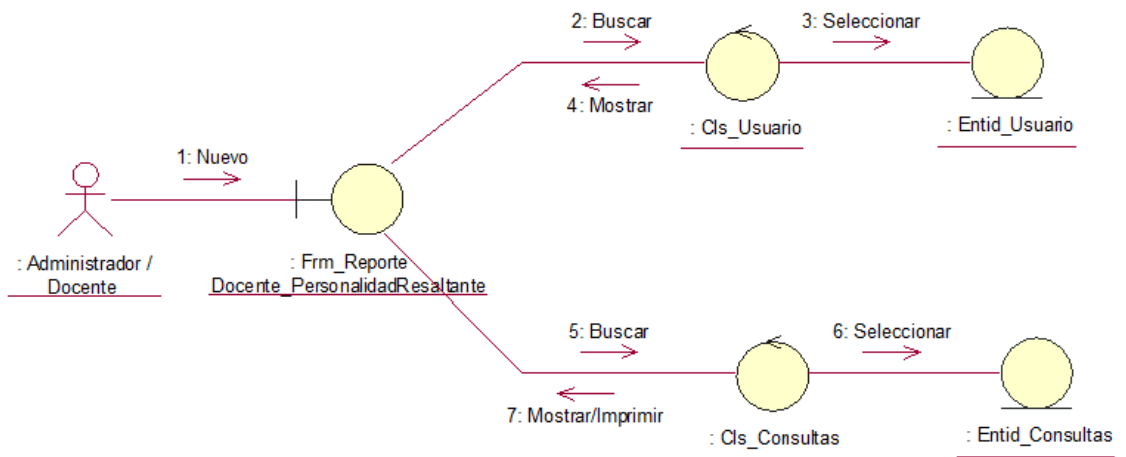 2: Buscar
3: Seleccionar
4: Mostrar
: Cls_Usuario
: Entid_Usuario
1: Nuevo
: Administrador /
Docente
: Frm_Reporte
Docente_PersonalidadResaltante
5: Buscar
6: Seleccionar
7: Mostrar/Imprimir
: Cls_Consultas
: Entid_Consultas